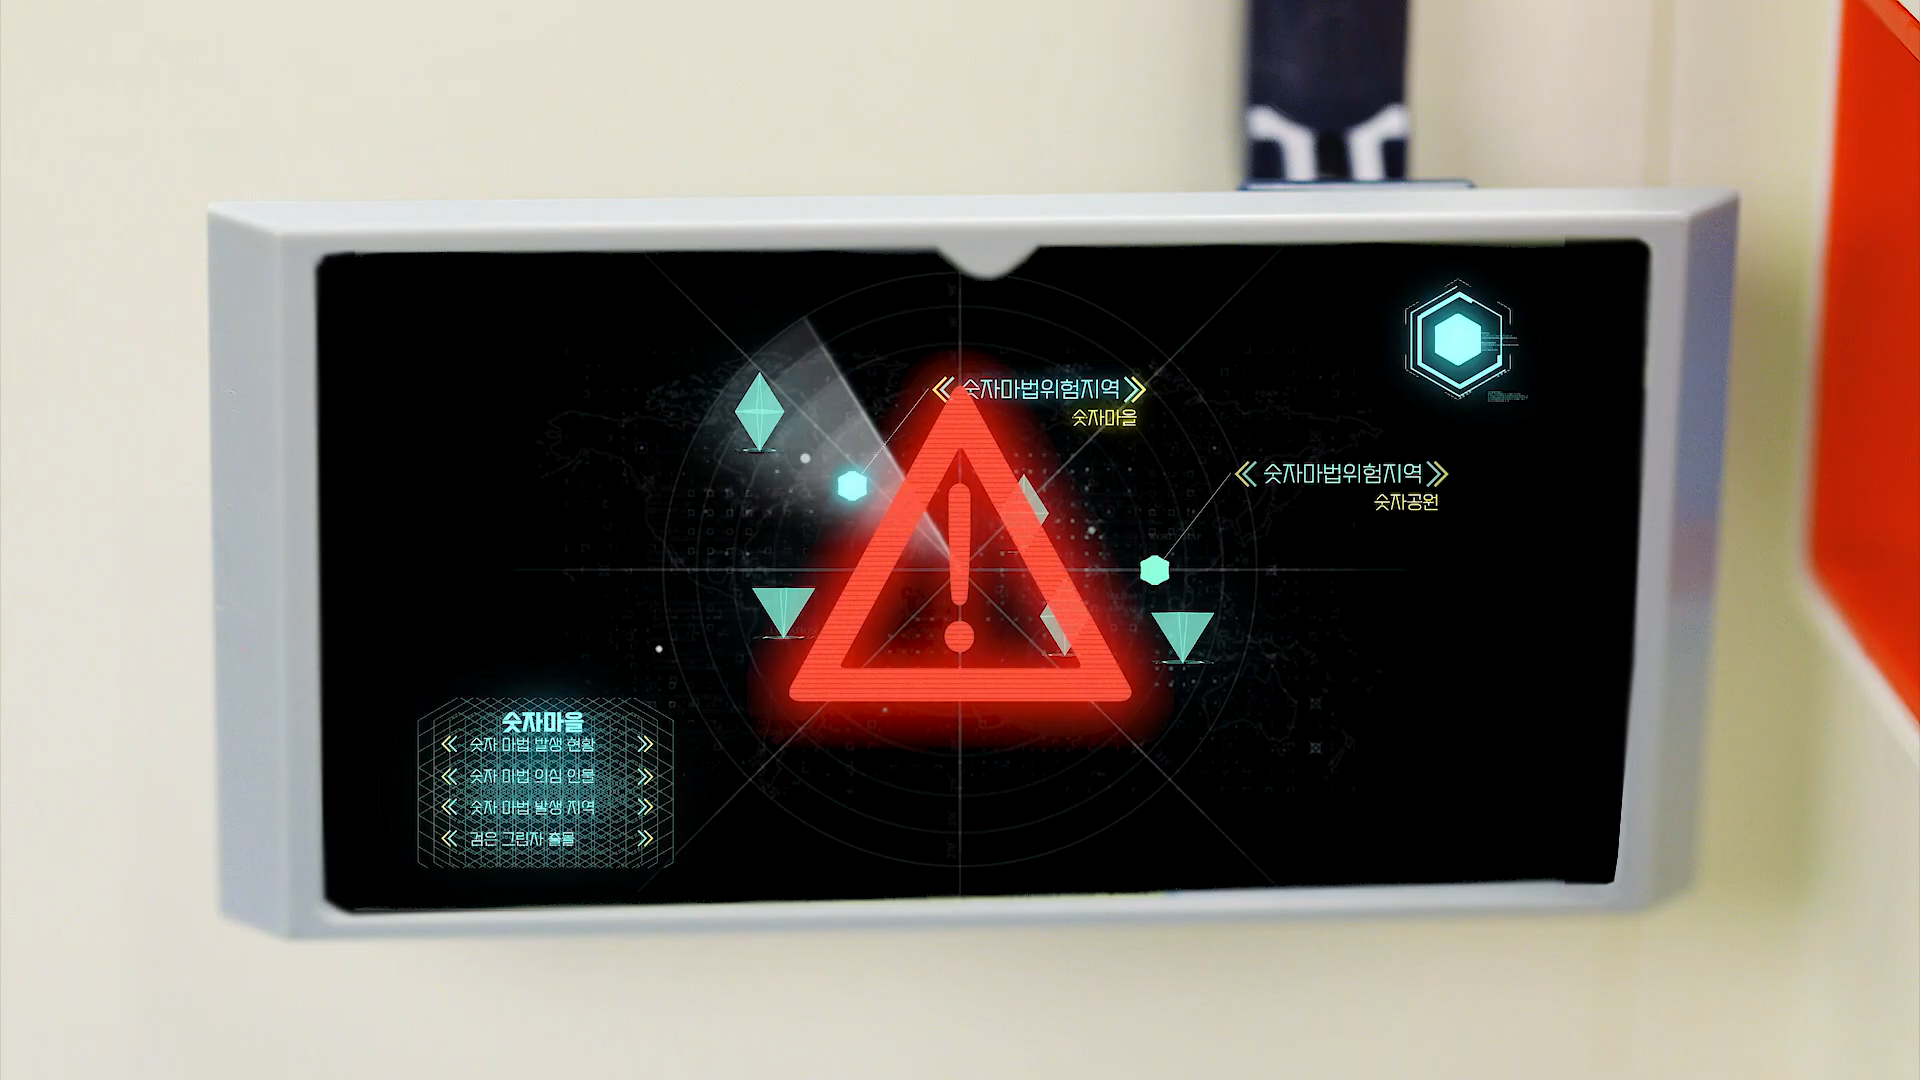 숫자마법위험지역
숫자마을
숫자마법위험지역
숫자공원
숫자마을
숫자 마법 발생 현황
숫자 마법 의심 인물
숫자 마법 발생 지역
검은 그림자 출몰